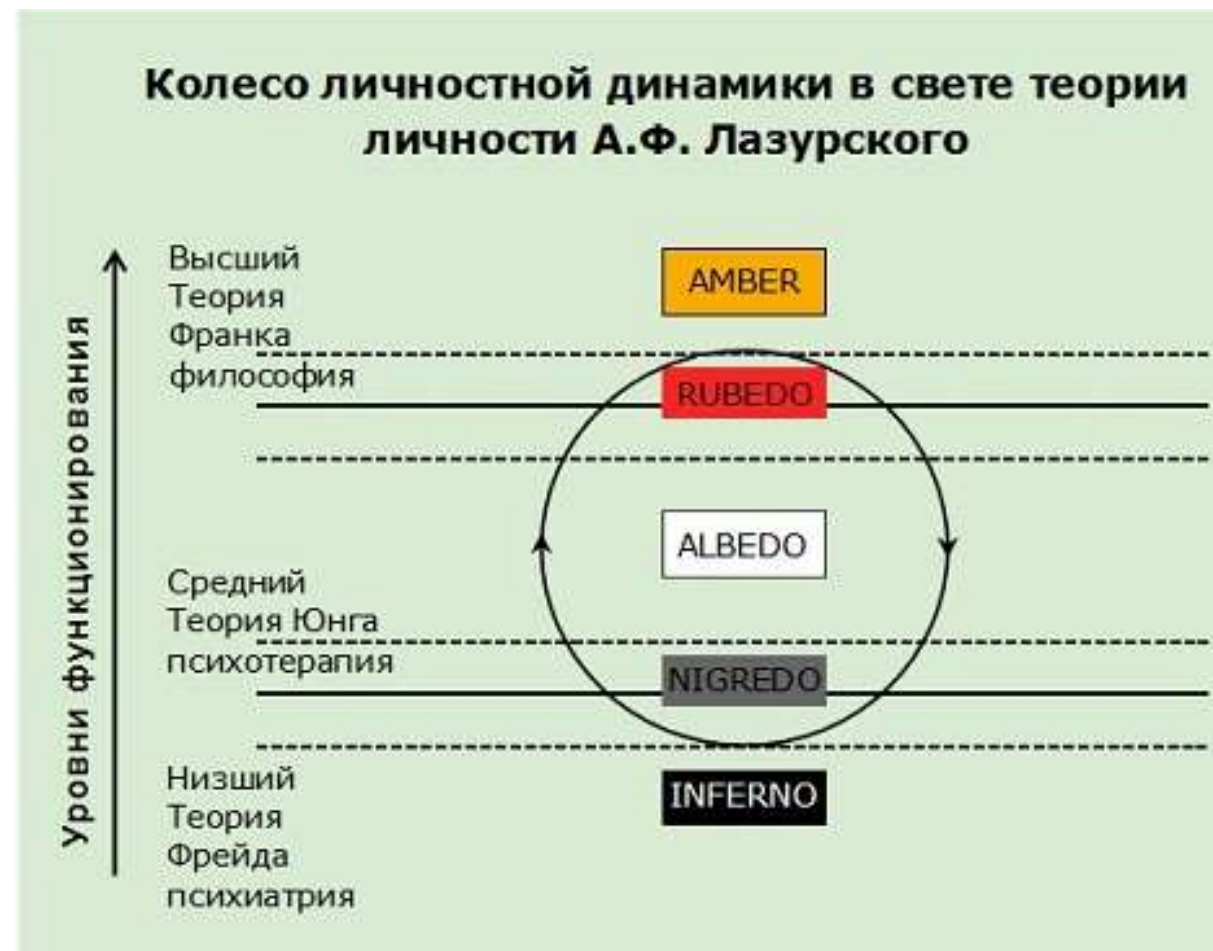 Колесо личностной динамики в свете теории
личности А.Ф. Лазурского
Уровни функционирования
Высший
Теория
Франка
философия
AMBER
RUBEDO
ALBEDO
Средний
Теория Юнга
психотерапия
NIGREDO
Низший
Теория
Фрейда
психиатрия
INFERNO